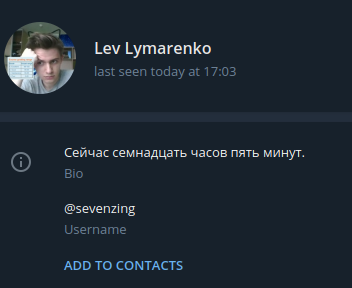 Lev Lymarenko
last seen today at 17:03
Сейчас семнадцать часов пять минут.
Bio
@sevenzing
Username
ADD TO CONTACTS